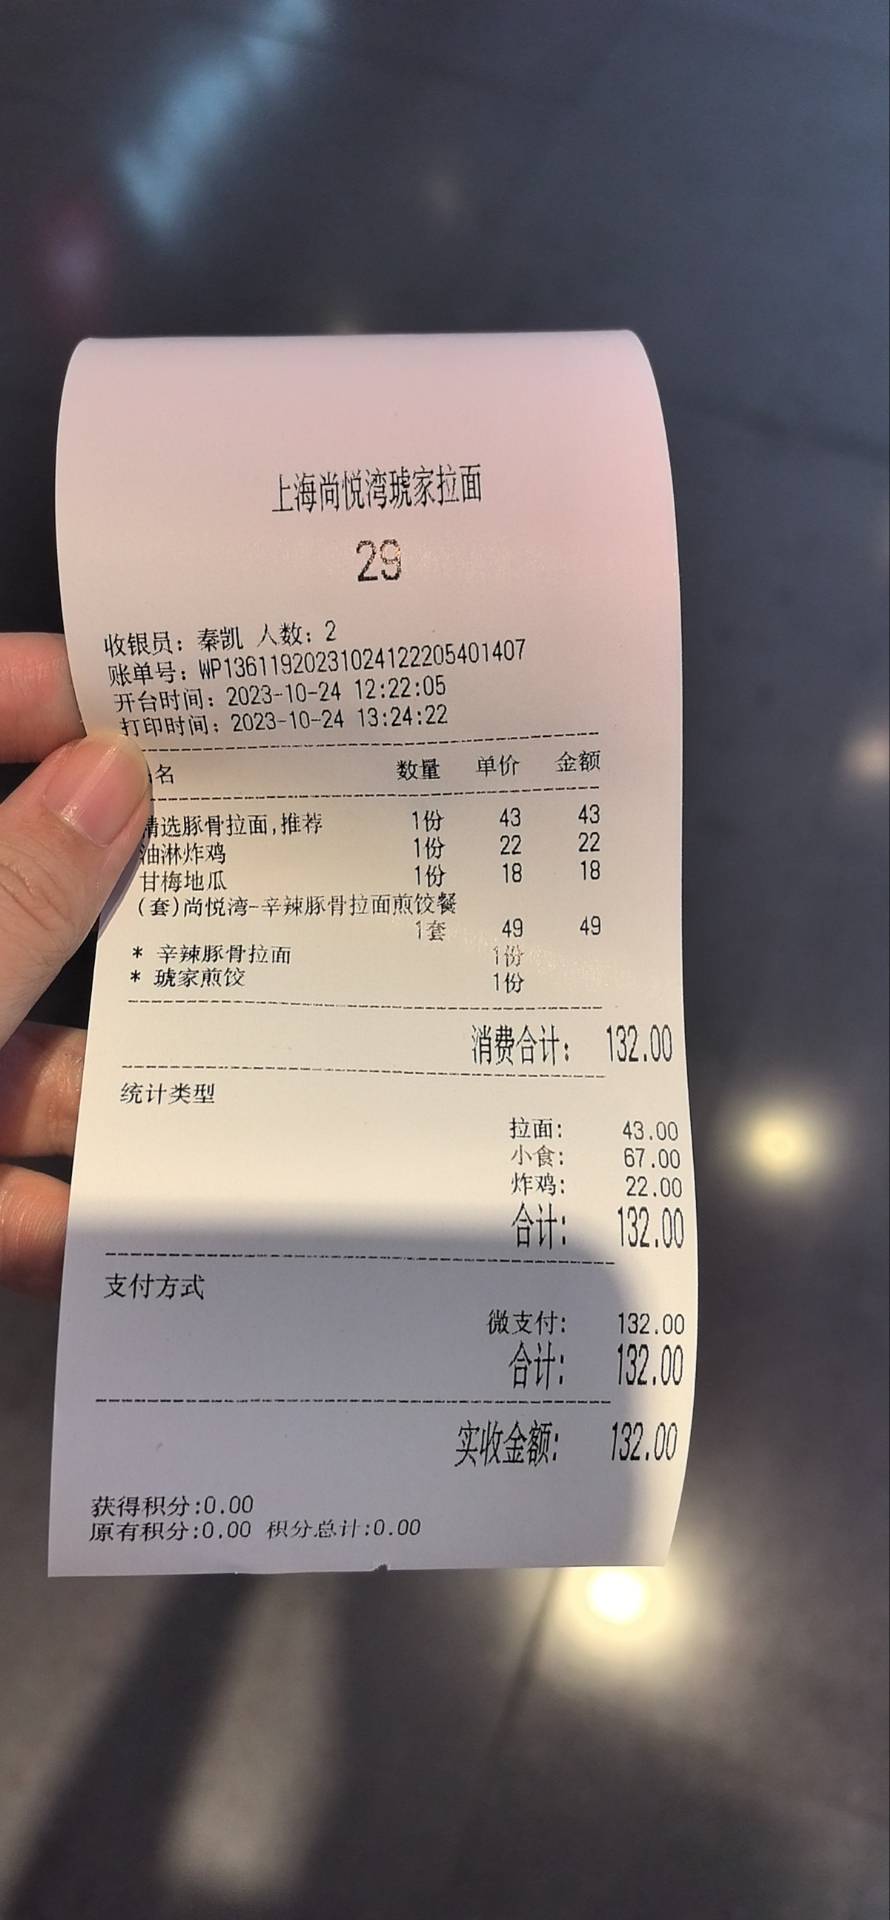 上海尚悦湾琥家拉面
29
收银员：秦凯 人数：2
账单号：WP13611920231024122205401407
开台时间：2023-10-24 12:22:05
打印时间：2023-10-24 13:24:22
名 数量 单价 金额
精选豚骨拉面,推荐 1份 43 43
油淋炸鸡 1份 22 22
甘梅地瓜 1份 18 18
(套)尚悦湾-辛辣豚骨拉面煎饺餐
1套 49 49
* 辛辣豚骨拉面 1份
* 琥家煎饺 1份
消费合计： 132.00
统计类型
拉面: 43.00
小食: 67.00
炸鸡: 22.00
合计: 132.00
支付方式
微支付: 132.00
合计: 132.00
实收金额: 132.00
获得积分:0.00
原有积分:0.00 积分总计:0.00